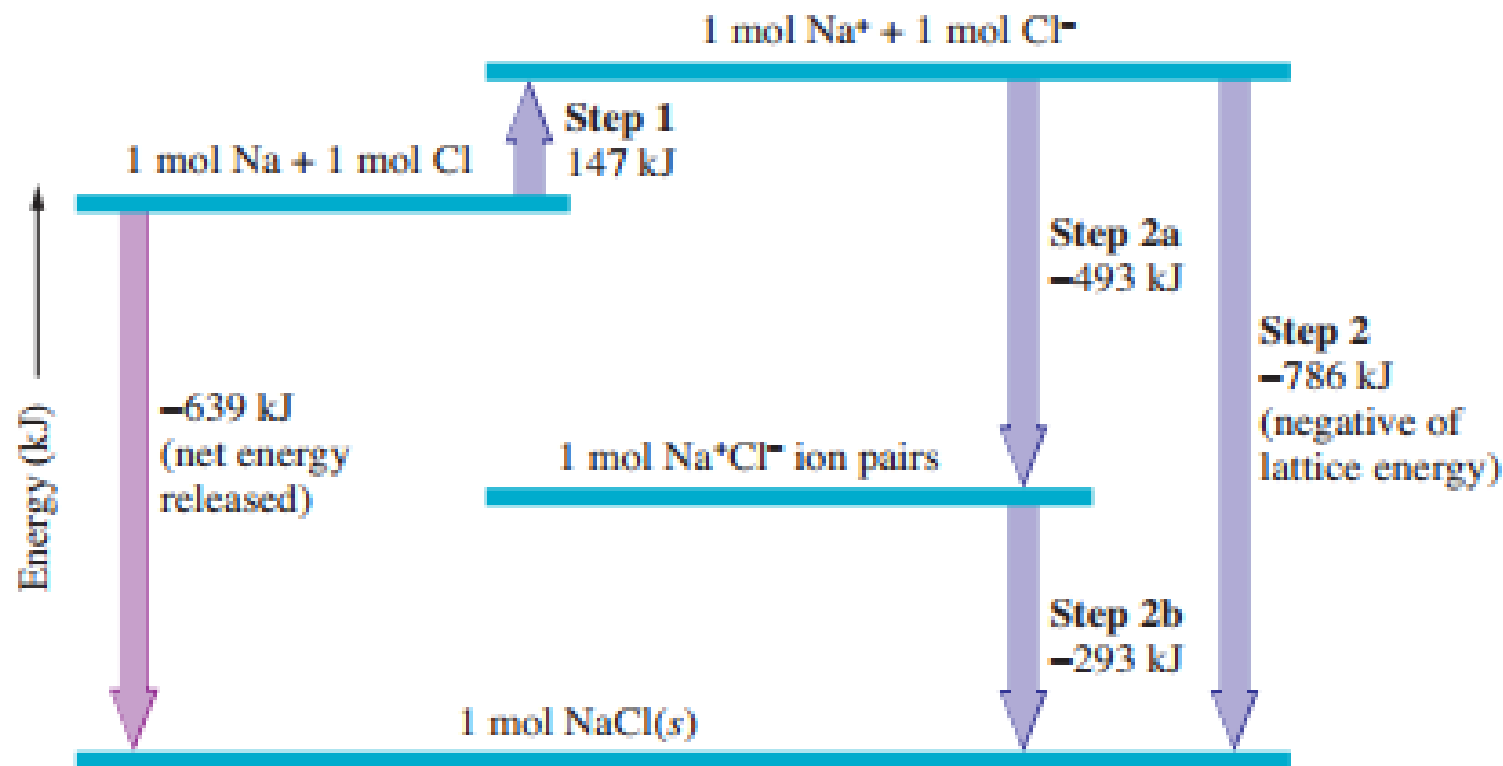 1 mol Na⁺ + 1 mol Cl⁻
Step 1
147 kJ
1 mol Na + 1 mol Cl
Step 2a
−493 kJ
Step 2
−786 kJ
(negative of
lattice energy)
−639 kJ
(net energy
released)
Energy (kJ)
1 mol Na⁺Cl⁻ ion pairs
Step 2b
−293 kJ
1 mol NaCl(s)